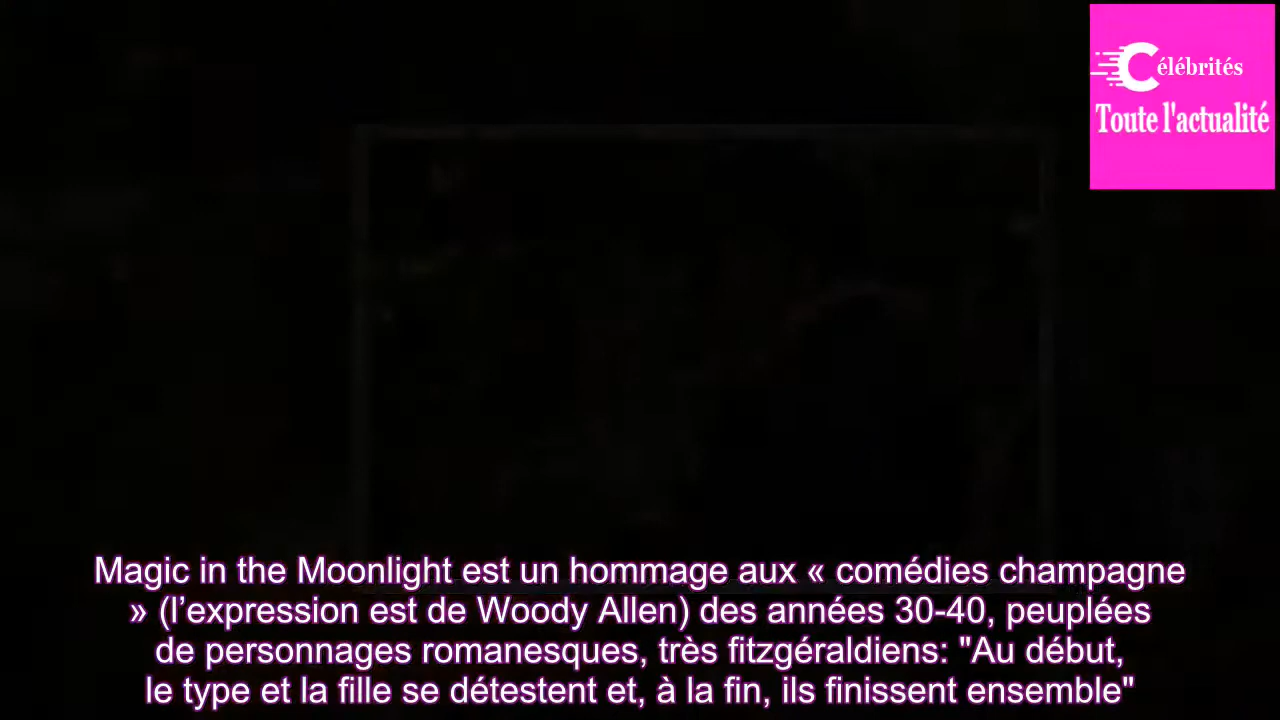 Célébrités
Toute l'actualité
Magic in the Moonlight est un hommage aux « comédies champagne
» (l’expression est de Woody Allen) des années 30-40, peuplées
de personnages romanesques, très fitzgéraldiens: "Au début,
le type et la fille se détestent et, à la fin, ils finissent ensemble"